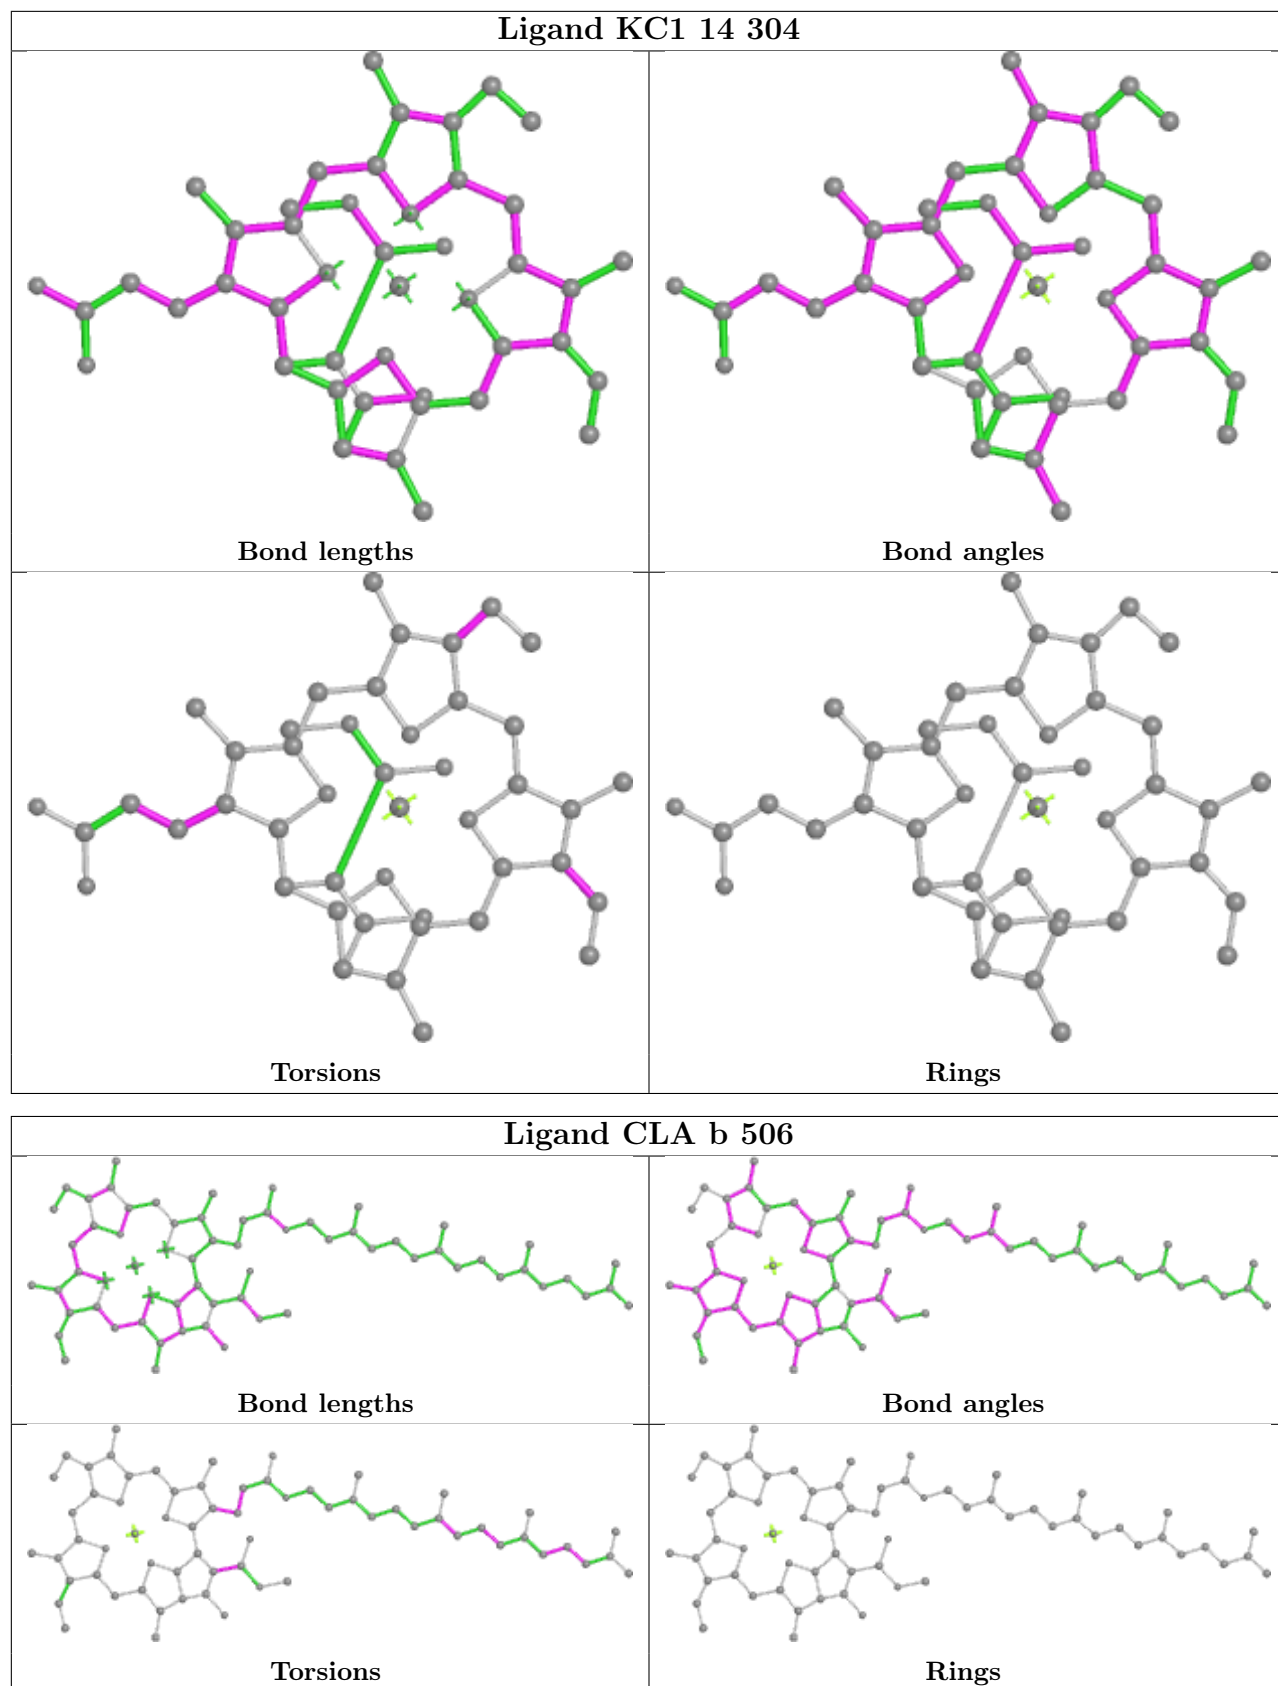 Ligand KC1 14 304
Bond lengths
Bond angles
Torsions
Rings
Ligand CLA b 506
Bond lengths
Bond angles
Torsions
Rings